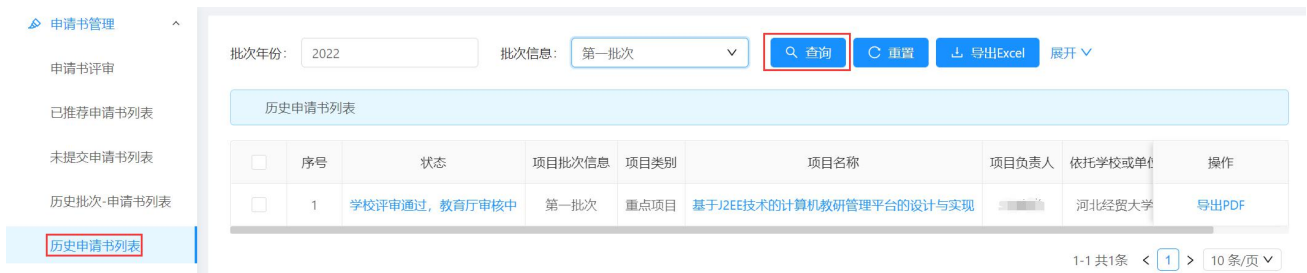 申请书管理
申请书评审
已推荐申请书列表
未提交申请书列表
历史批次-申请书列表
历史申请书列表
批次年份： 2022 批次信息： 第一批次 查询 重置 导出Excel 展开
历史申请书列表
序号 状态 项目批次信息 项目类别 项目名称 项目负责人 依托学校或单位 操作
1 学校评审通过，教育厅审核中 第一批次 重点项目 基于J2EE技术的计算机教研管理平台的设计与实现 河北经贸大学 导出PDF
1-1 共1条 < 1 > 10 条/页